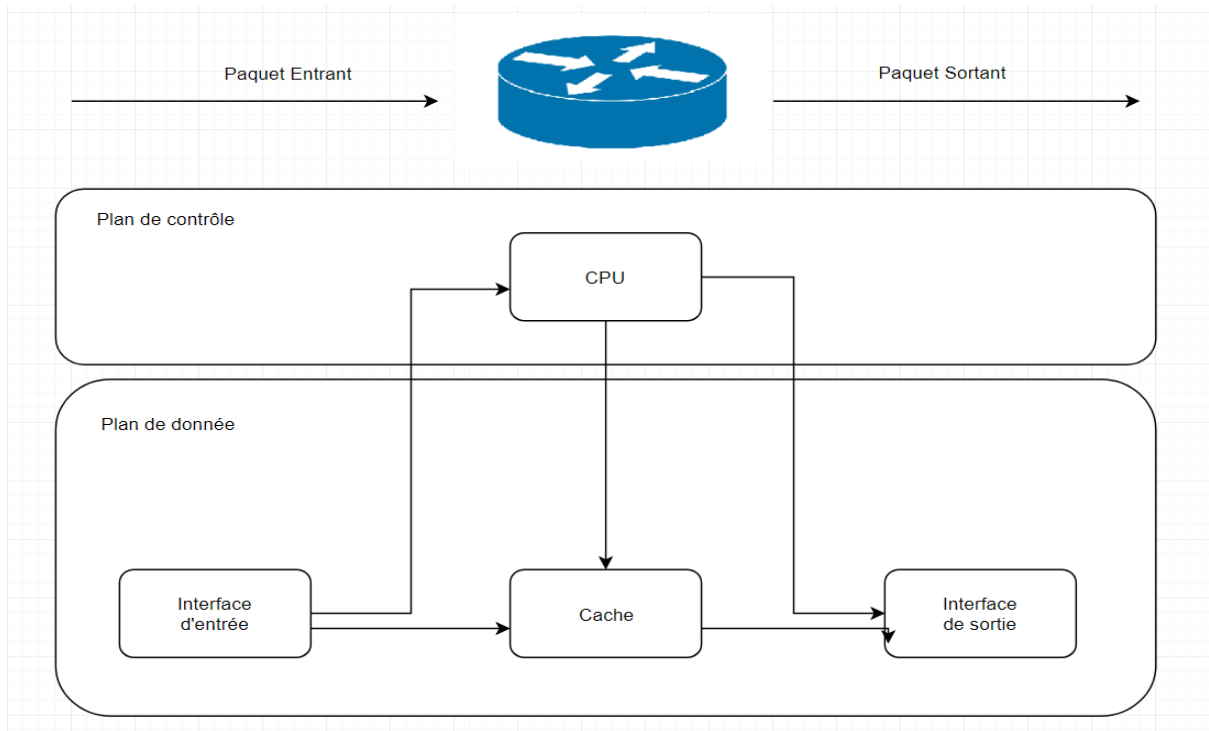 Paquet Entrant
Paquet Sortant
Plan de contrôle
CPU
Plan de donnée
Interface
d'entrée
Cache
Interface
de sortie